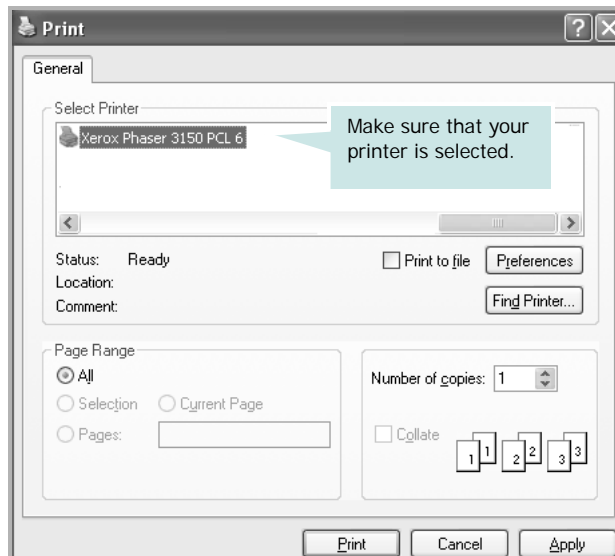 Print
General
Select Printer
Xerox Phaser 3150 PCL 6
Make sure that your
printer is selected.
Status: Ready
Print to file
Preferences
Location:
Comment:
Find Printer...
Page Range
All
Selection
Current Page
Pages:
Number of copies: 1
Collate
1 1 2 2 3 3
Print
Cancel
Apply